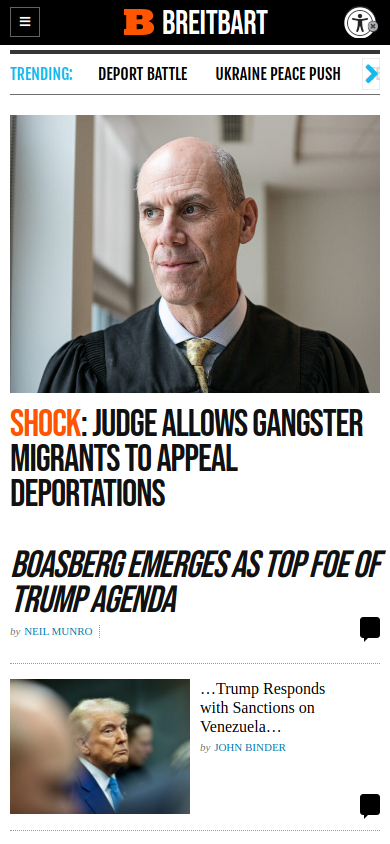 BREITBART
TRENDING:
DEPORT BATTLE
UKRAINE PEACE PUSH
SHOCK: JUDGE ALLOWS GANGSTER
MIGRANTS TO APPEAL
DEPORTATIONS
BOASBERG EMERGES AS TOP FOE OF
TRUMP AGENDA
by NEIL MUNRO
…Trump Responds
with Sanctions on
Venezuela…
by JOHN BINDER